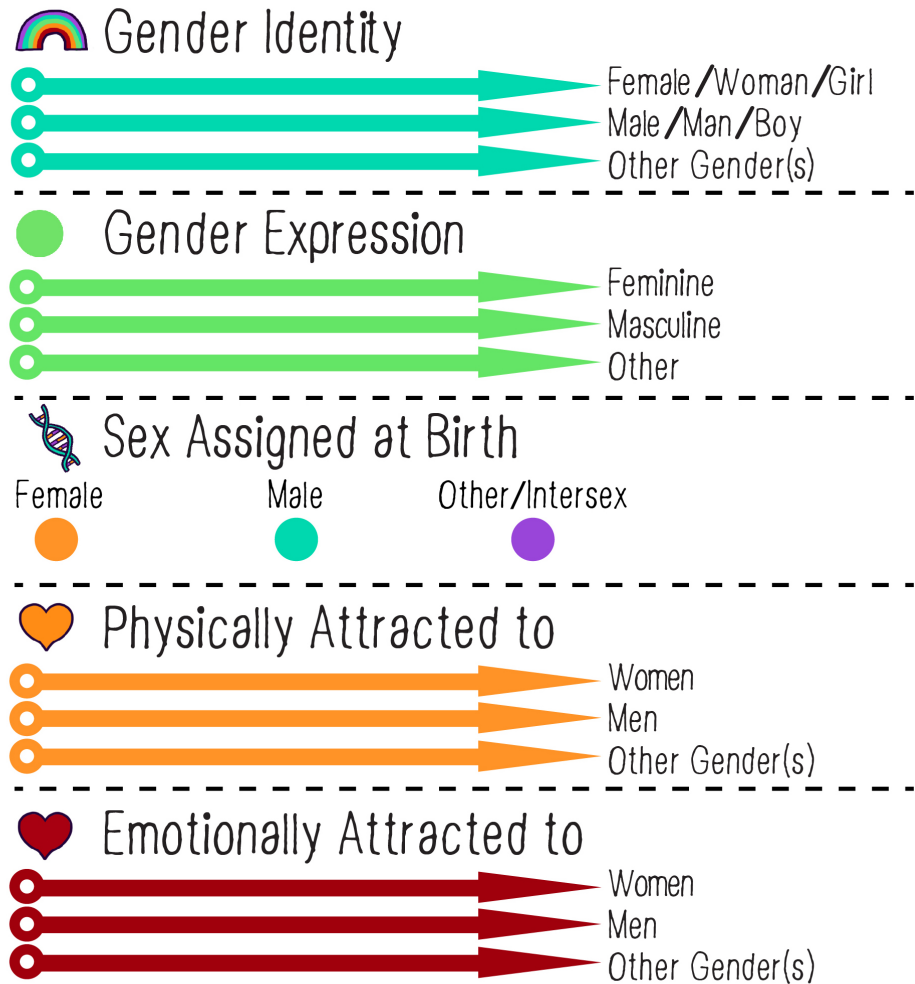 Gender Identity
Female/Woman/Girl
Male/Man/Boy
Other Gender(s)
Gender Expression
Feminine
Masculine
Other
Sex Assigned at Birth
Female Male Other/Intersex
Physically Attracted to
Women
Men
Other Gender(s)
Emotionally Attracted to
Women
Men
Other Gender(s)